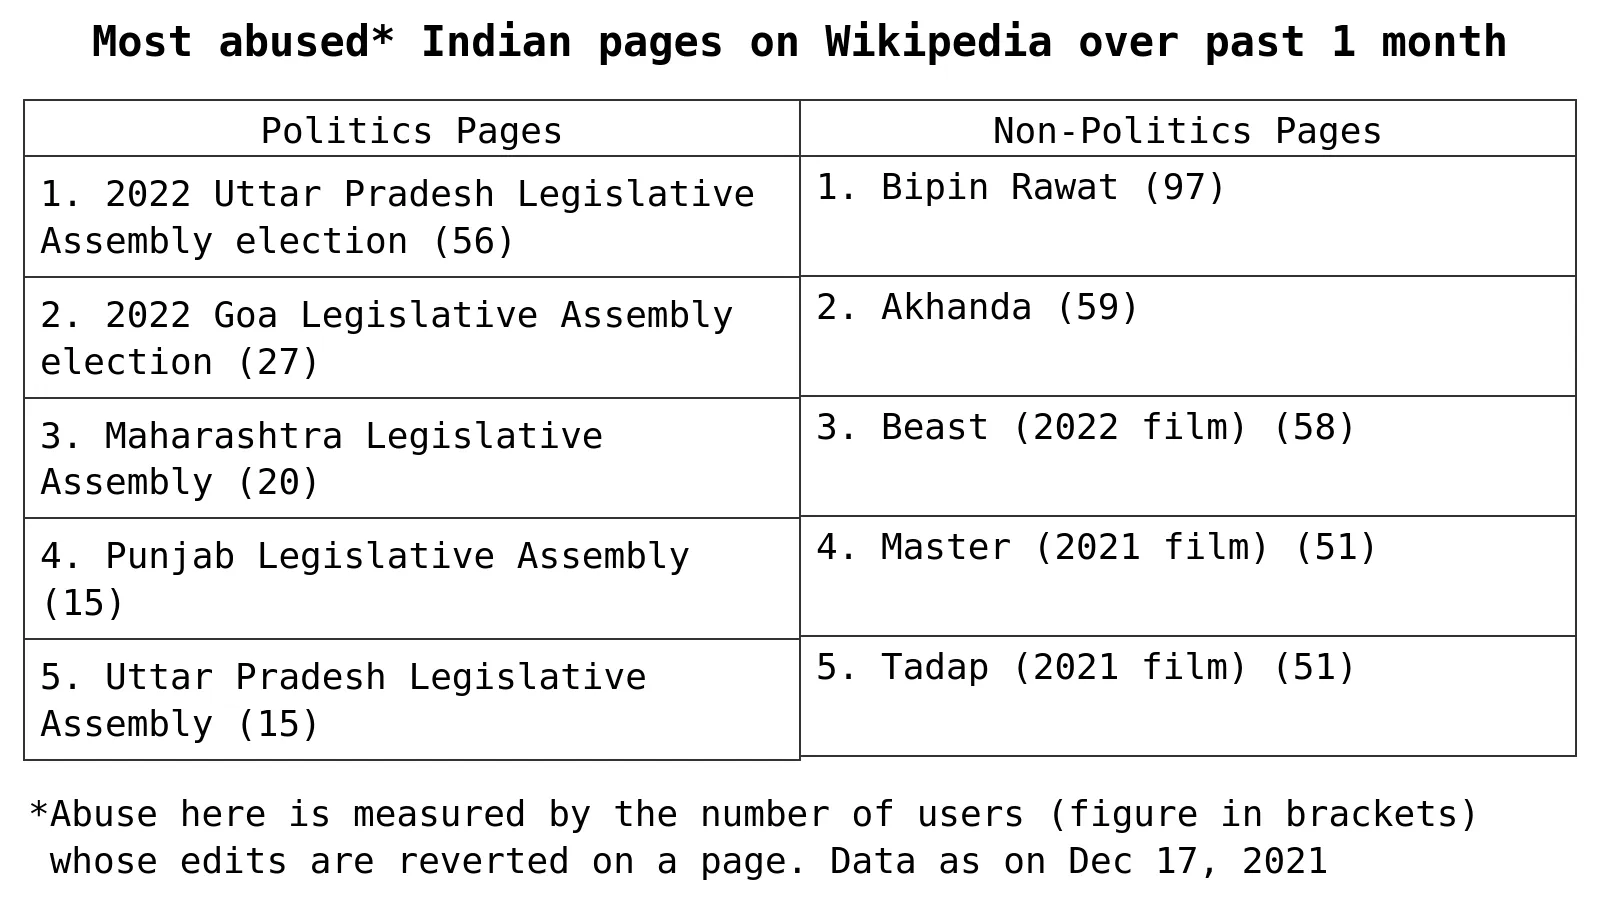 Most abused* Indian pages on Wikipedia over past 1 month
Politics Pages
1. 2022 Uttar Pradesh Legislative
Assembly election (56)
2. 2022 Goa Legislative Assembly
election (27)
3. Maharashtra Legislative
Assembly (20)
4. Punjab Legislative Assembly
(15)
5. Uttar Pradesh Legislative
Assembly (15)
Non-Politics Pages
1. Bipin Rawat (97)
2. Akhanda (59)
3. Beast (2022 film) (58)
4. Master (2021 film) (51)
5. Tadap (2021 film) (51)
*Abuse here is measured by the number of users (figure in brackets)
whose edits are reverted on a page. Data as on Dec 17, 2021